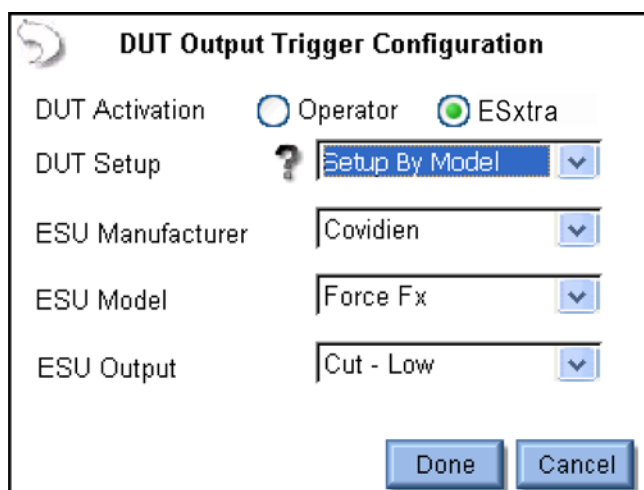 DUT Output Trigger Configuration
DUT Activation Operator ESxtra
DUT Setup ? Setup By Model
ESU Manufacturer Covidien
ESU Model Force Fx
ESU Output Cut - Low
Done Cancel